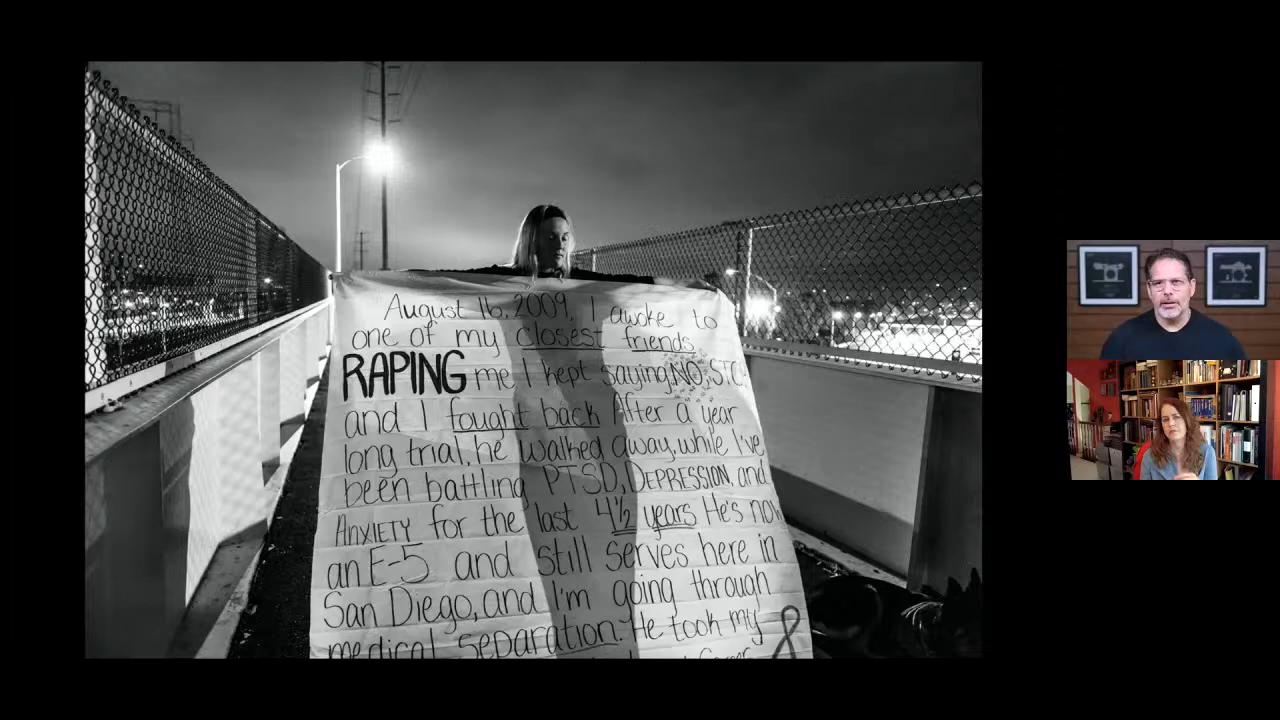 August 16, 2009, I awoke to
one of my closest friends
RAPING me I kept saying NO, STO
and I fought back After a year
long trial, he walked away, while I've
been battling PTSD, DEPRESSION, and
ANXIETY for the last 4½ years He's now
an E-5 and still serves here in
San Diego, and I'm going through
medical separation. He took my